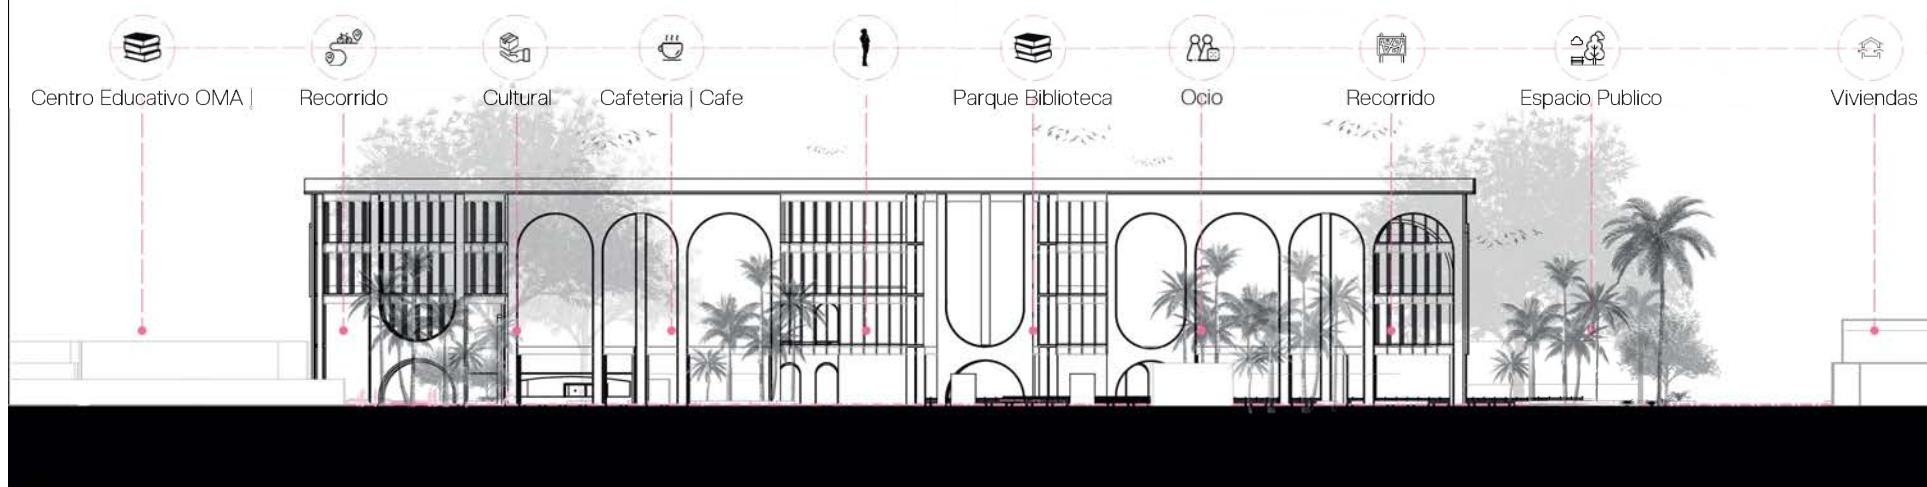 Centro Educativo OMA |
Recorrido
Cultural
Cafeteria | Cafe
Parque Biblioteca
Ocio
Recorrido
Espacio Publico
Viviendas